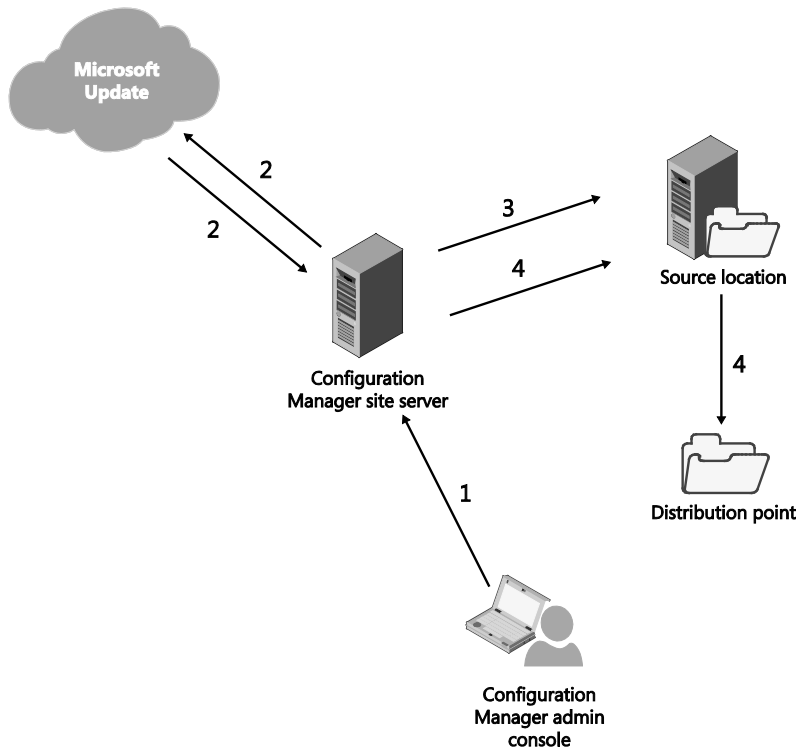 Microsoft
Update
2
2
3
4
Source location
Configuration
Manager site server
4
1
Distribution point
Configuration
Manager admin
console